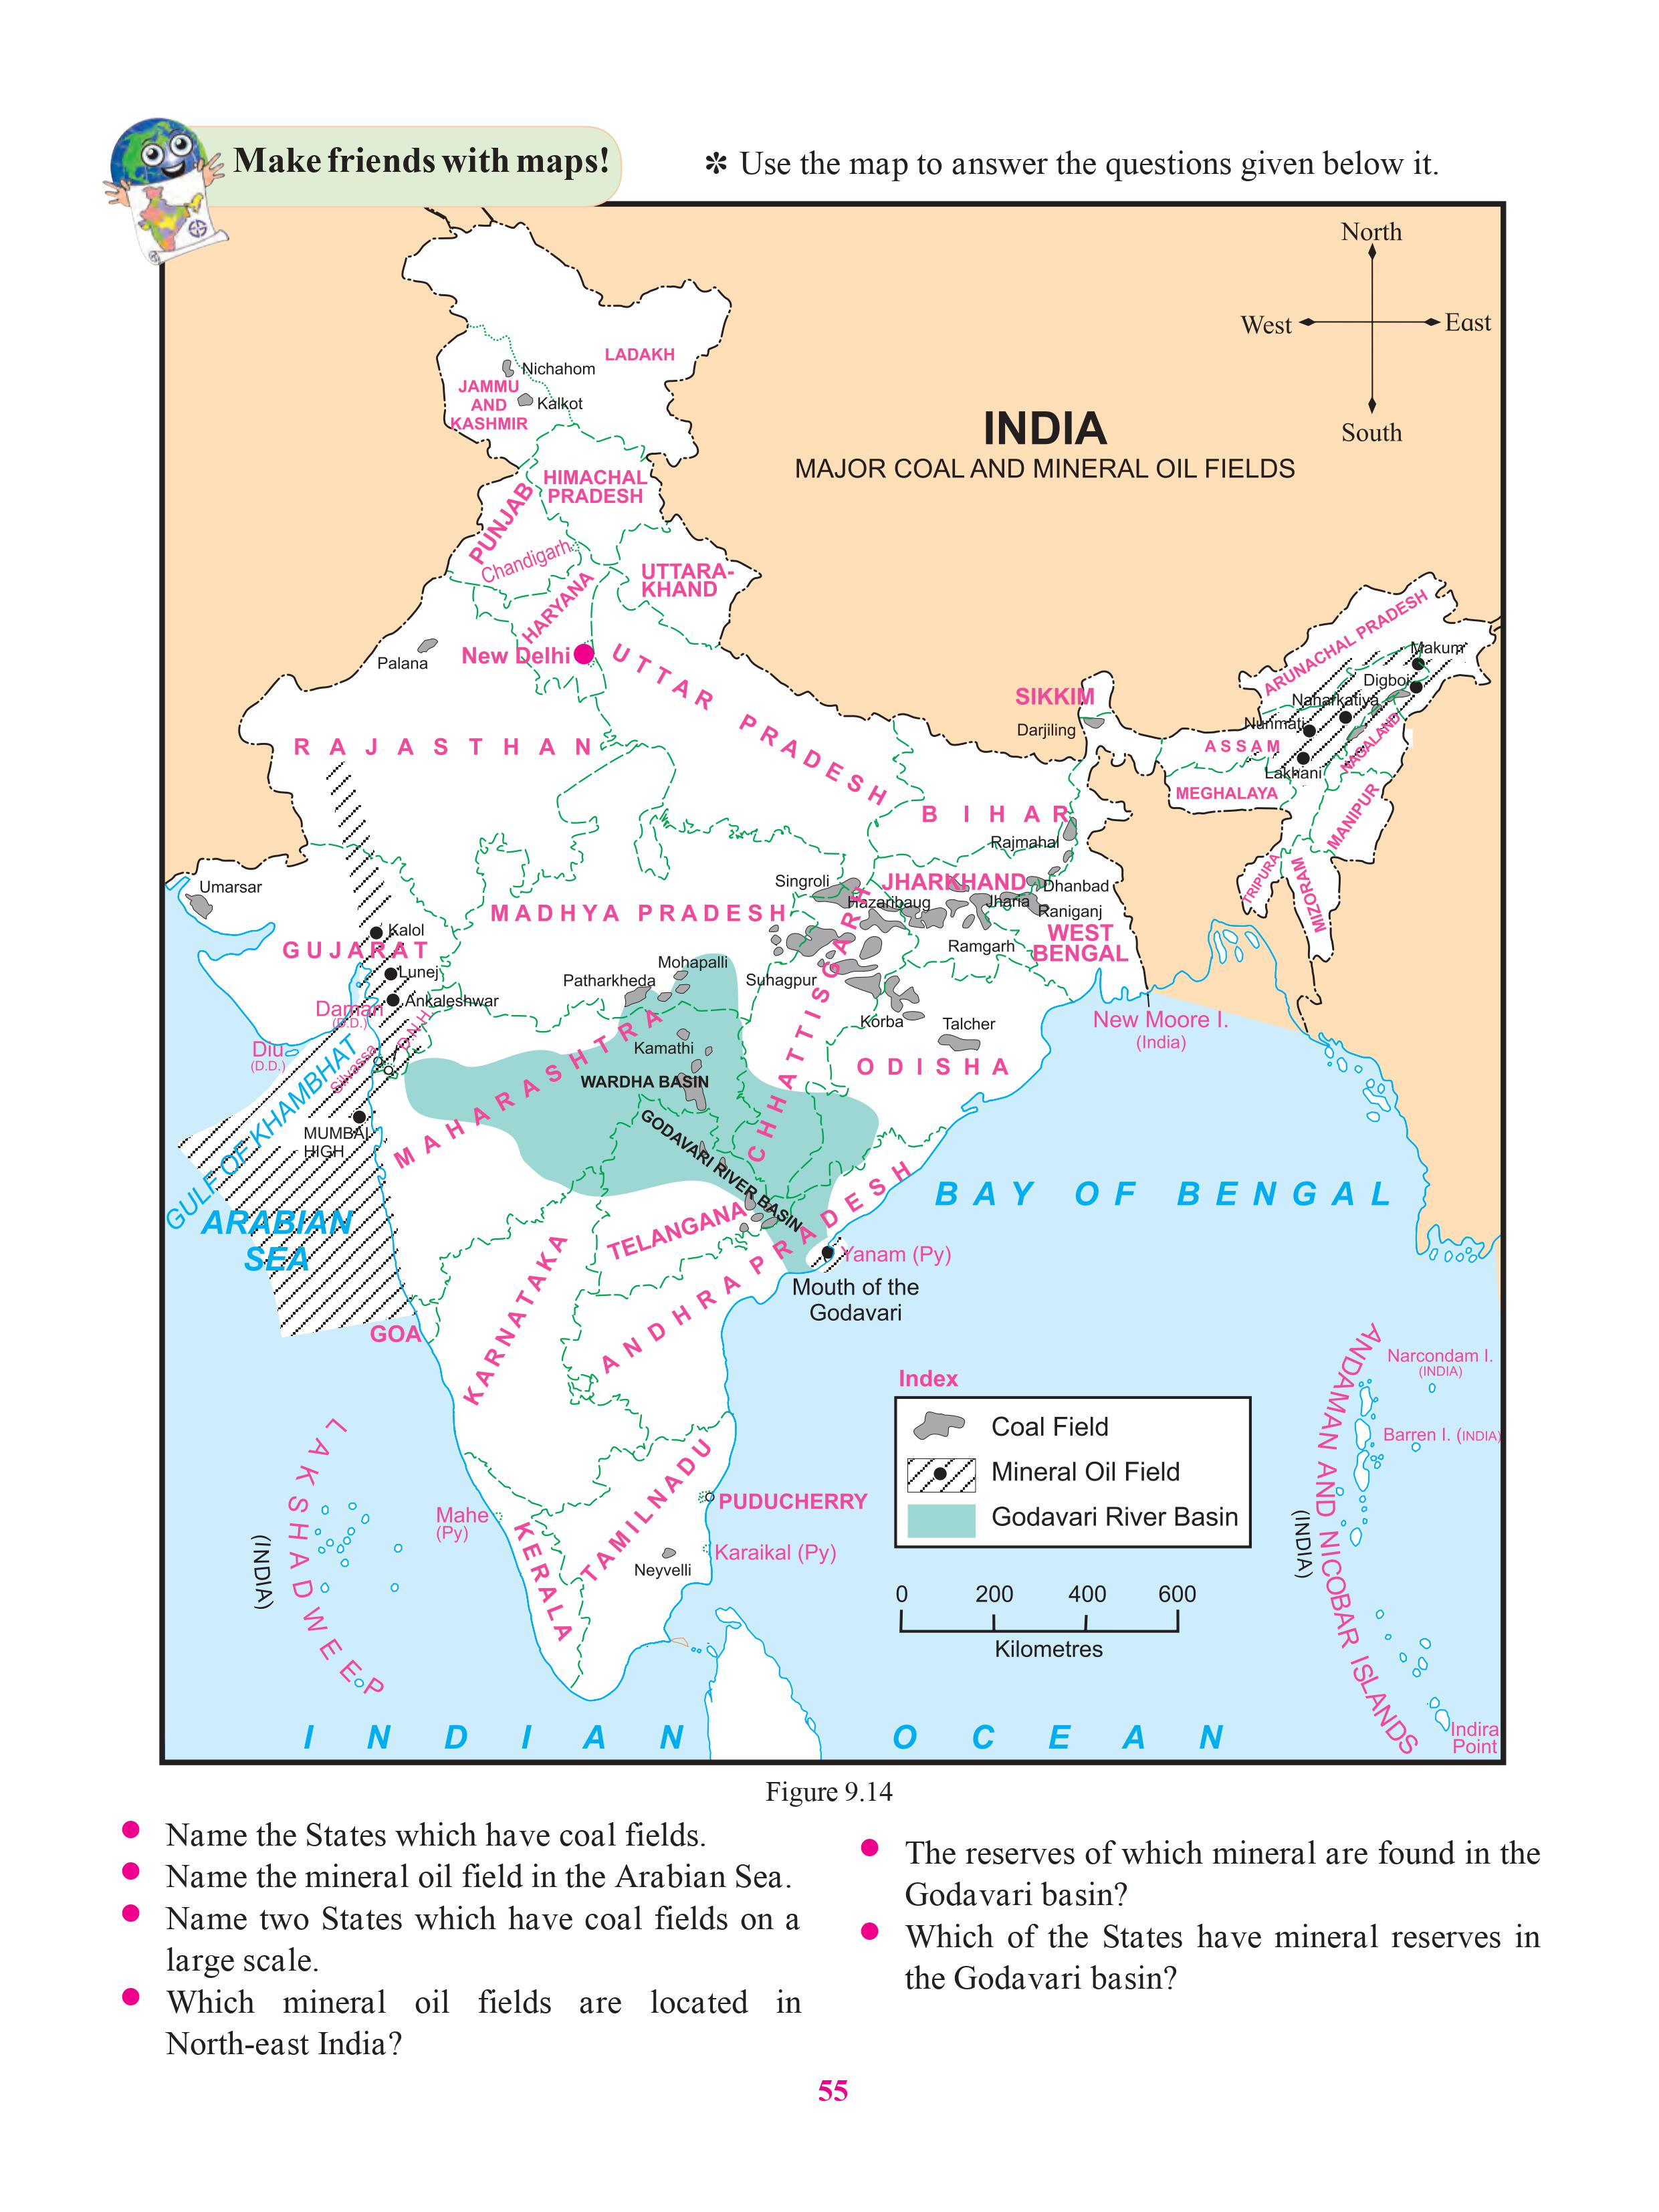 Make friends with maps!
✻ Use the map to answer the questions given below it.
North
West
East
South
INDIA
MAJOR COAL AND MINERAL OIL FIELDS
LADAKH
Nichahom
JAMMU
AND
KASHMIR
Kalkot
HIMACHAL
PRADESH
PUNJAB
Chandigarh
UTTARA-
KHAND
HARYANA
New Delhi
Palana
UTTAR PRADESH
RAJASTHAN
SIKKIM
Darjiling
ARUNACHAL PRADESH
Makum
Digboi
Naharkatiya
Nunmati
ASSAM
NAGALAND
Lakhani
MEGHALAYA
MANIPUR
TRIPURA
MIZORAM
BIHAR
Rajmahal
Umarsar
Singroli
JHARKHAND
Dhanbad
Hazaribaug
Jharia
Raniganj
MADHYA PRADESH
Kalol
GUJARAT
WEST
BENGAL
Ramgarh
Lunej
Mohapalli
Patharkheda
Suhagpur
Ankaleshwar
Daman
(D.D.)
D.N.H.
Korba
Talcher
New Moore I.
(India)
Diu
(D.D.)
Silvassa
Kamathi
CHHATTISGARH
ODISHA
WARDHA BASIN
MAHARASHTRA
GULF OF KHAMBHAT
MUMBAI
HIGH
GODAVARI RIVER BASIN
ARABIAN
SEA
BAY OF BENGAL
TELANGANA
ANDHRA PRADESH
Yanam (Py)
Mouth of the
Godavari
KARNATAKA
GOA
Index
Coal Field
Mineral Oil Field
Godavari River Basin
Narcondam I.
(INDIA)
Barren I. (INDIA)
ANDAMAN AND NICOBAR ISLANDS
(INDIA)
LAKSHADWEEP
(INDIA)
TAMILNADU
PUDUCHERRY
Mahe
(Py)
KERALA
Karaikal (Py)
Neyvelli
0 200 400 600
Kilometres
Indira
Point
INDIAN OCEAN
Figure 9.14
● Name the States which have coal fields.
● Name the mineral oil field in the Arabian Sea.
● Name two States which have coal fields on a
large scale.
● Which mineral oil fields are located in
North-east India?
● The reserves of which mineral are found in the
Godavari basin?
● Which of the States have mineral reserves in
the Godavari basin?
55